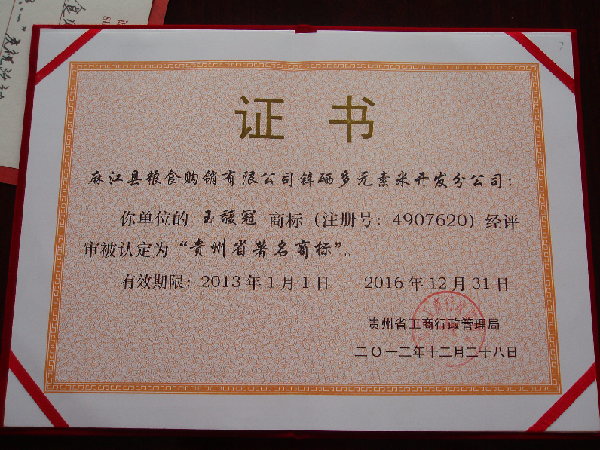 证书
麻江县粮食购销有限公司锌硒多元素米开发分公司：
你单位的 玉馥冠 商标（注册号：4907620）经评
审被认定为“贵州省著名商标”。
有效期限：2013年1月1日 2016年12月31日
贵州省工商行政管理局
二〇一二年十二月二十八日